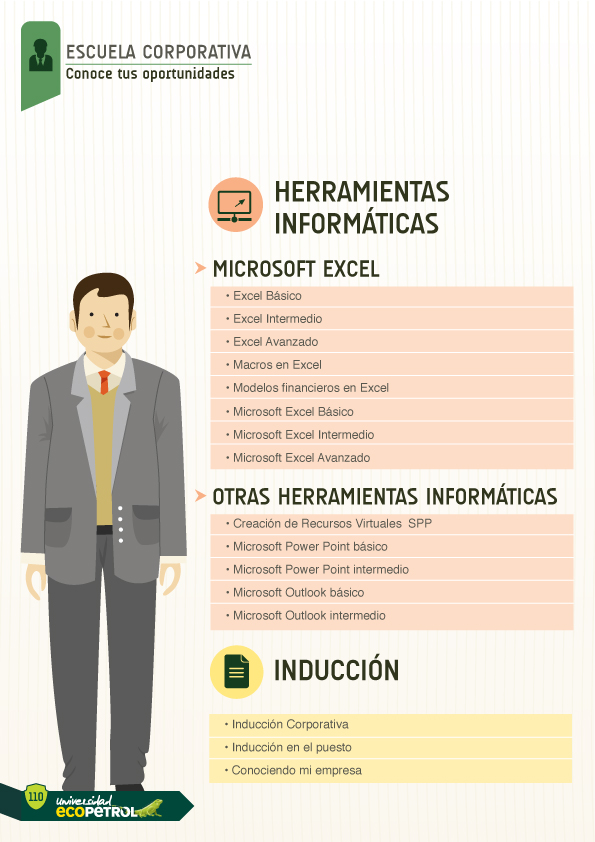 ESCUELA CORPORATIVA
Conoce tus oportunidades
HERRAMIENTAS
INFORMÁTICAS
MICROSOFT EXCEL
• Excel Básico
• Excel Intermedio
• Excel Avanzado
• Macros en Excel
• Modelos financieros en Excel
• Microsoft Excel Básico
• Microsoft Excel Intermedio
• Microsoft Excel Avanzado
OTRAS HERRAMIENTAS INFORMÁTICAS
• Creación de Recursos Virtuales  SPP
• Microsoft Power Point básico
• Microsoft Power Point intermedio
• Microsoft Outlook básico
• Microsoft Outlook intermedio
INDUCCIÓN
• Inducción Corporativa
• Inducción en el puesto
• Conociendo mi empresa
110
universidad
ECOPETROL